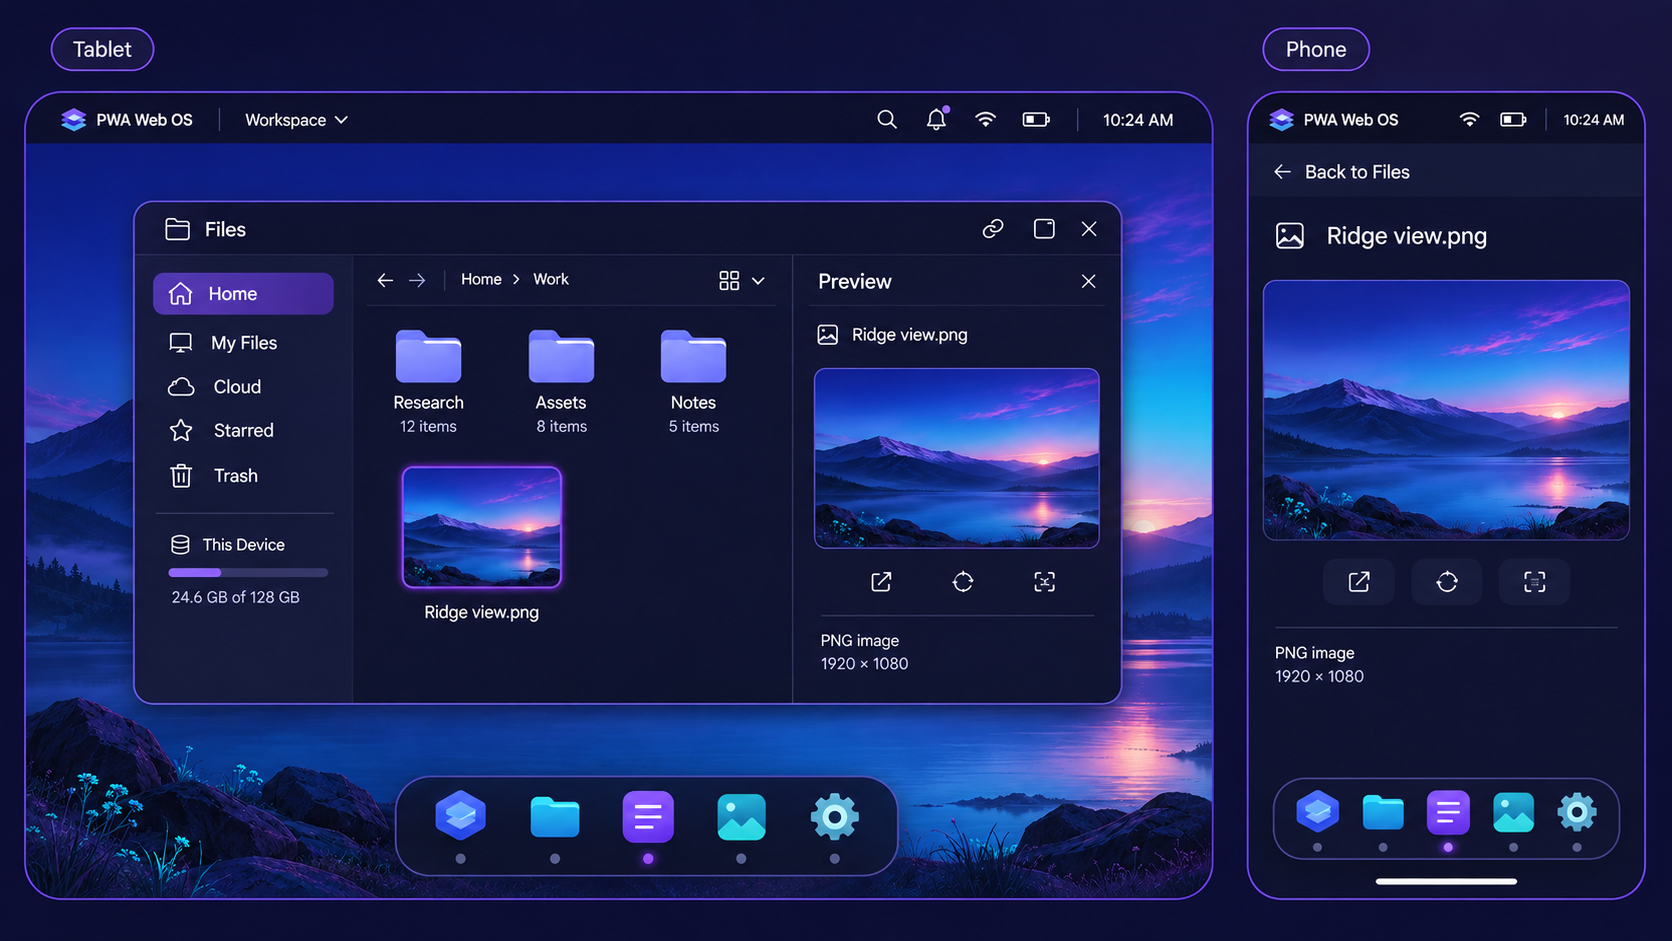 Tablet
Phone
PWA Web OS
Workspace
10:24 AM
Files
Home
My Files
Cloud
Starred
Trash
This Device
24.6 GB of 128 GB
Home > Work
Research
12 items
Assets
8 items
Notes
5 items
Ridge view.png
Preview
Ridge view.png
PNG image
1920 × 1080
PWA Web OS
10:24 AM
Back to Files
Ridge view.png
PNG image
1920 × 1080